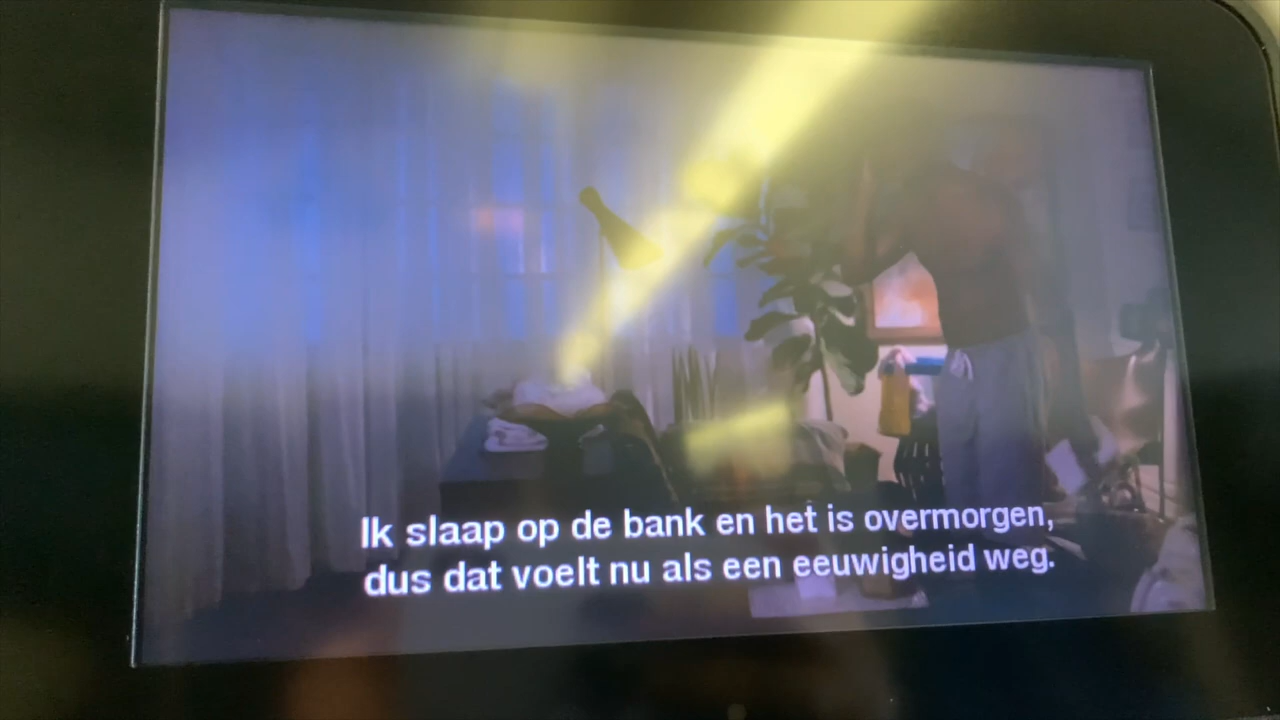 Ik slaap op de bank en het is overmorgen,
dus dat voelt nu als een eeuwigheid weg.